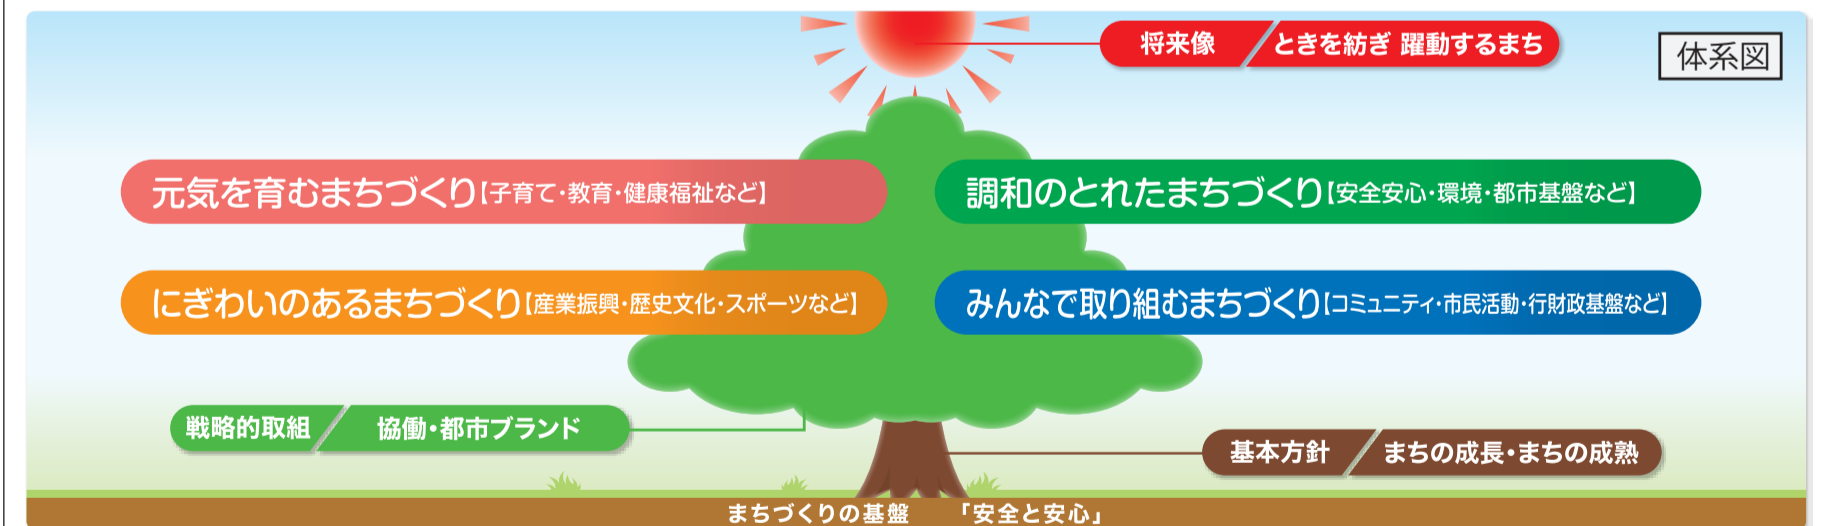 将来像 ときを紡ぎ 躍動するまち
体系図
元気を育むまちづくり【子育て・教育・健康福祉など】
調和のとれたまちづくり【安全安心・環境・都市基盤など】
にぎわいのあるまちづくり【産業振興・歴史文化・スポーツなど】
みんなで取り組むまちづくり【コミュニティ・市民活動・行財政基盤など】
戦略的取組 協働・都市ブランド
基本方針 まちの成長・まちの成熟
まちづくりの基盤 「安全と安心」